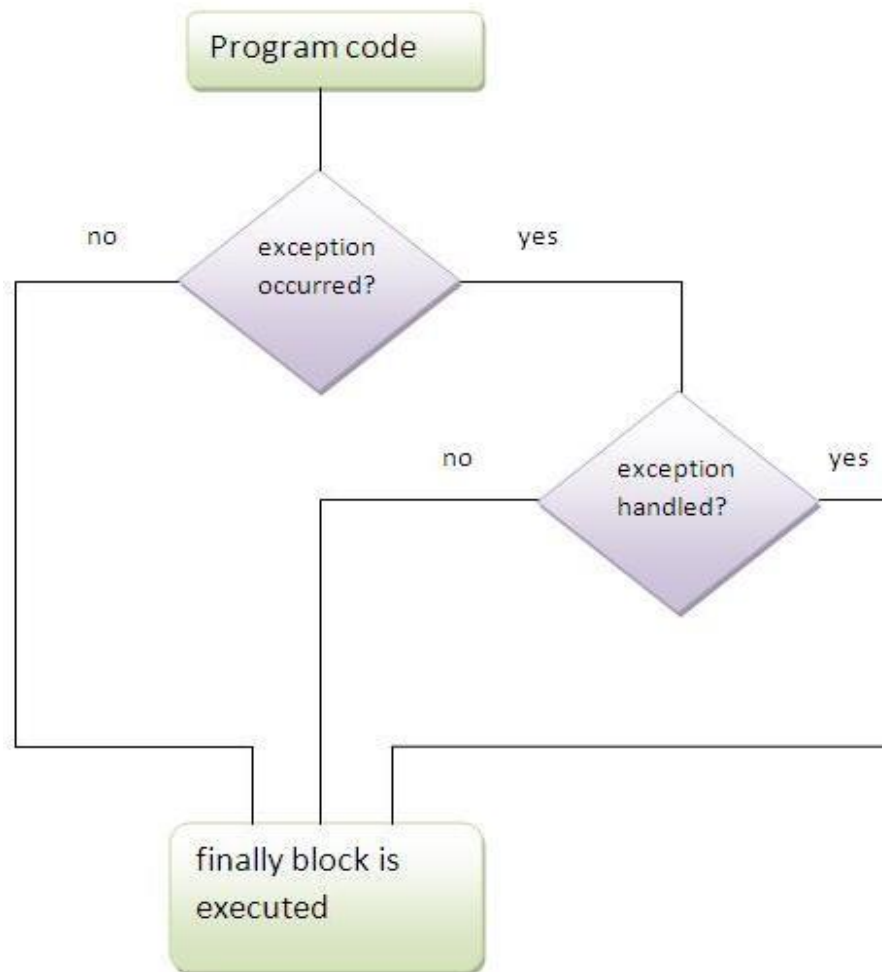 Program code
no
yes
exception
occurred?
no
yes
exception
handled?
finally block is
executed